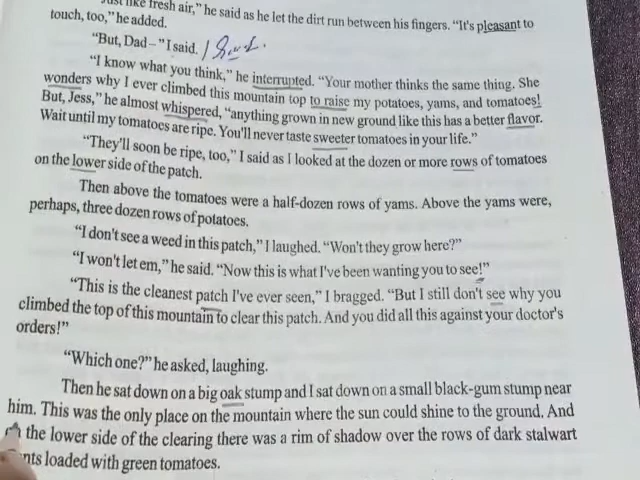 Just like fresh air," he said as he let the dirt run between his fingers. "It's pleasant to
touch, too," he added.
"But, Dad–" I said.
"I know what you think," he interrupted. "Your mother thinks the same thing. She
wonders why I ever climbed this mountain top to raise my potatoes, yams, and tomatoes!
But, Jess," he almost whispered, "anything grown in new ground like this has a better flavor.
Wait until my tomatoes are ripe. You'll never taste sweeter tomatoes in your life."
"They'll soon be ripe, too," I said as I looked at the dozen or more rows of tomatoes
on the lower side of the patch.
Then above the tomatoes were a half-dozen rows of yams. Above the yams were,
perhaps, three dozen rows of potatoes.
"I don't see a weed in this patch," I laughed. "Won't they grow here?"
"I won't let em," he said. "Now this is what I've been wanting you to see!"
"This is the cleanest patch I've ever seen," I bragged. "But I still don't see why you
climbed the top of this mountain to clear this patch. And you did all this against your doctor's
orders!"
"Which one?" he asked, laughing.
Then he sat down on a big oak stump and I sat down on a small black-gum stump near
him. This was the only place on the mountain where the sun could shine to the ground. And
the lower side of the clearing there was a rim of shadow over the rows of dark stalwart
nts loaded with green tomatoes.